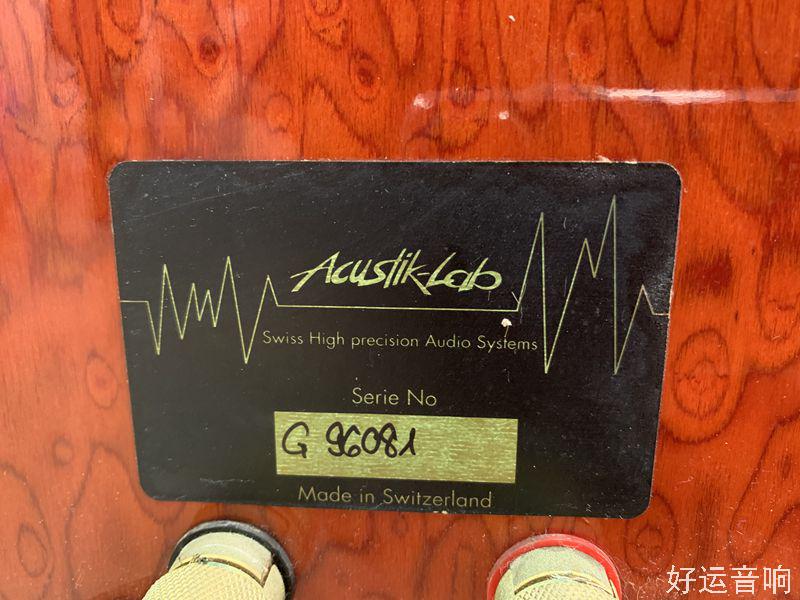 Acustik-Lab
Swiss High precision Audio Systems
Serie No
G 96081
Made in Switzerland
好运音响